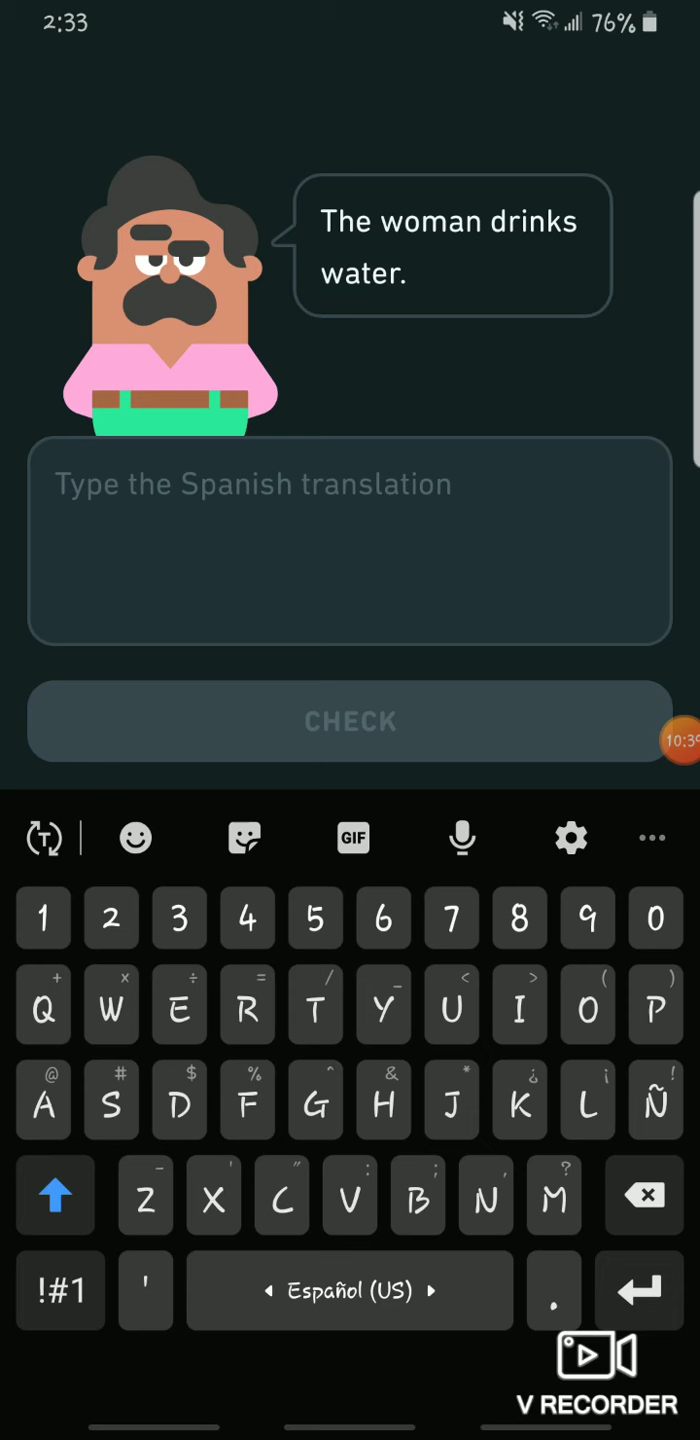 2:33 76%
The woman drinks
water.
Type the Spanish translation
CHECK
GIF
1 2 3 4 5 6 7 8 9 0
+ × ÷ = / _ < > ( )
Q W E R T Y U I O P
@ # $ % ^ & * ¿ ¡ !
A S D F G H J K L Ñ
- ' " : ; , ?
Z X C V B N M
!#1 ' Español (US) .
V RECORDER